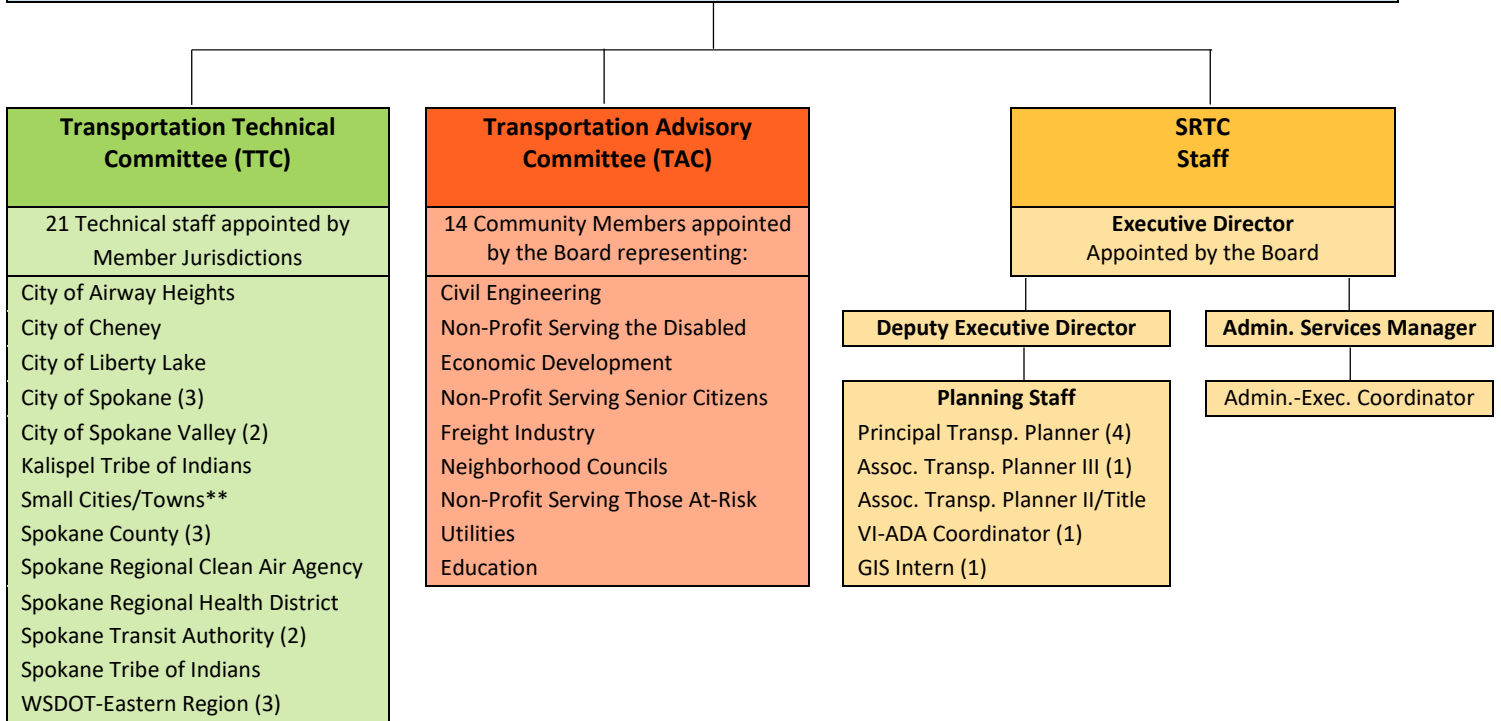 Transportation Technical
Committee (TTC)
21 Technical staff appointed by
Member Jurisdictions
City of Airway Heights
City of Cheney
City of Liberty Lake
City of Spokane (3)
City of Spokane Valley (2)
Kalispel Tribe of Indians
Small Cities/Towns**
Spokane County (3)
Spokane Regional Clean Air Agency
Spokane Regional Health District
Spokane Transit Authority (2)
Spokane Tribe of Indians
WSDOT-Eastern Region (3)
Transportation Advisory
Committee (TAC)
14 Community Members appointed
by the Board representing:
Civil Engineering
Non-Profit Serving the Disabled
Economic Development
Non-Profit Serving Senior Citizens
Freight Industry
Neighborhood Councils
Non-Profit Serving Those At-Risk
Utilities
Education
SRTC
Staff
Executive Director
Appointed by the Board
Deputy Executive Director
Planning Staff
Principal Transp. Planner (4)
Assoc. Transp. Planner III (1)
Assoc. Transp. Planner II/Title
VI-ADA Coordinator (1)
GIS Intern (1)
Admin. Services Manager
Admin.-Exec. Coordinator